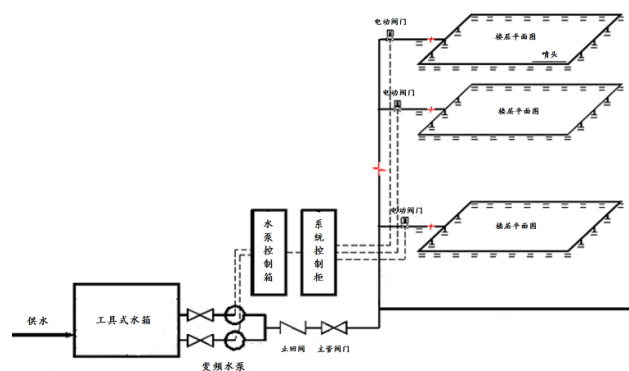 电动阀门
楼层平面图
喷头
电动阀门
楼层平面图
电动阀门
楼层平面图
水泵控制箱
系统控制柜
供水
工具式水箱
止回阀
主管阀门
变频水泵